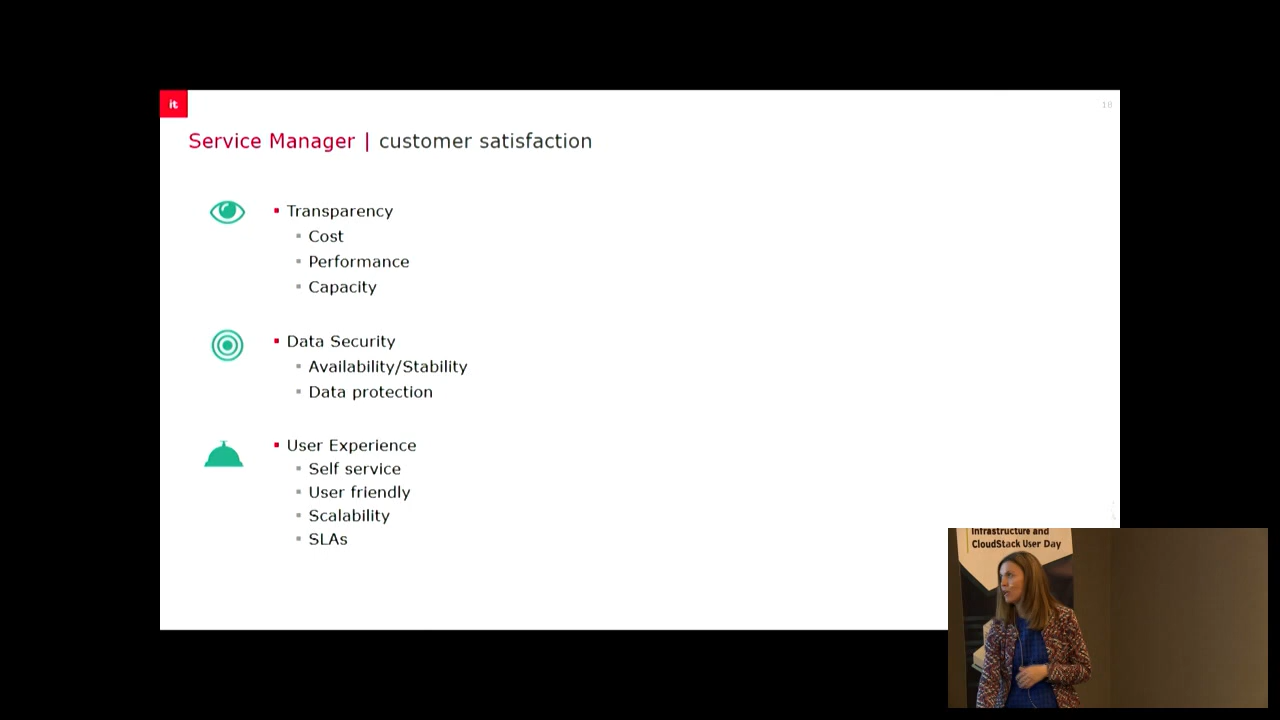 it
18
Service Manager | customer satisfaction
Transparency
Cost
Performance
Capacity
Data Security
Availability/Stability
Data protection
User Experience
Self service
User friendly
Scalability
SLAs
Infrastructure and
CloudStack User Day